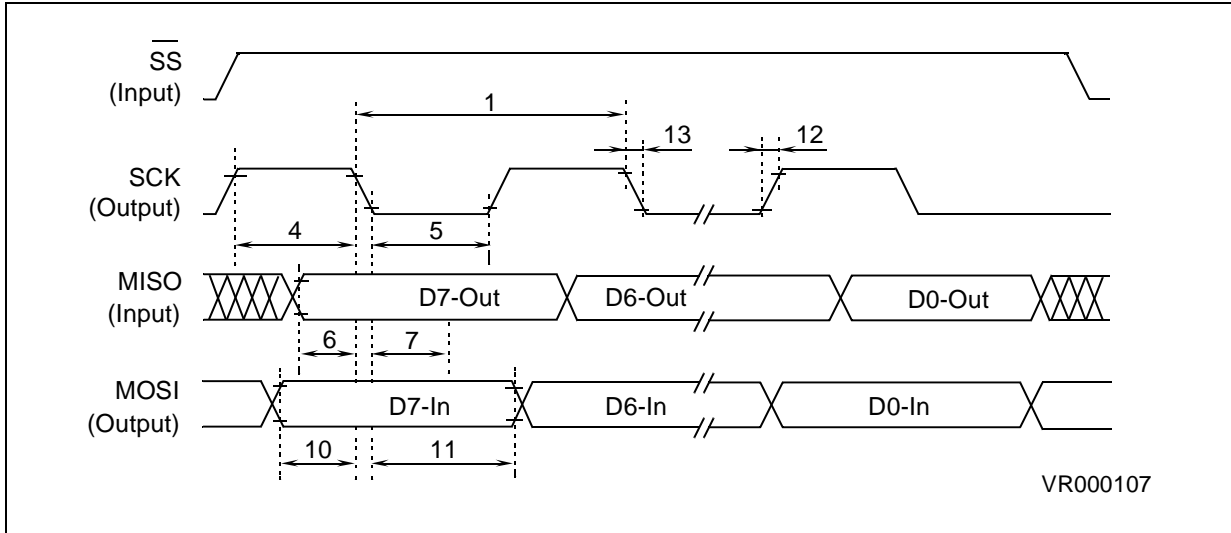 SS
(Input)
1
13
12
SCK
(Output)
4
5
MISO
(Input)
D7-Out
D6-Out
D0-Out
6
7
MOSI
(Output)
D7-In
D6-In
D0-In
10
11
VR000107